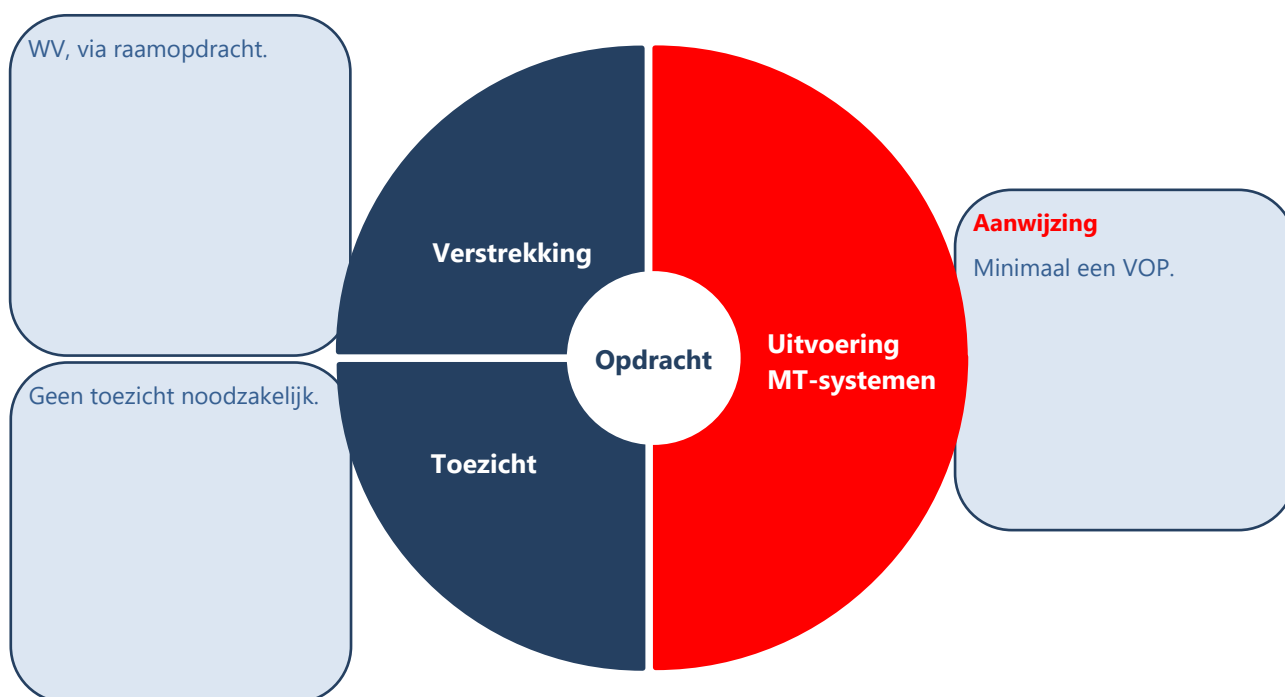 WV, via raamopdracht.
Verstrekking
Aanwijzing
Minimaal een VOP.
Opdracht
Uitvoering
MT-systemen
Geen toezicht noodzakelijk.
Toezicht